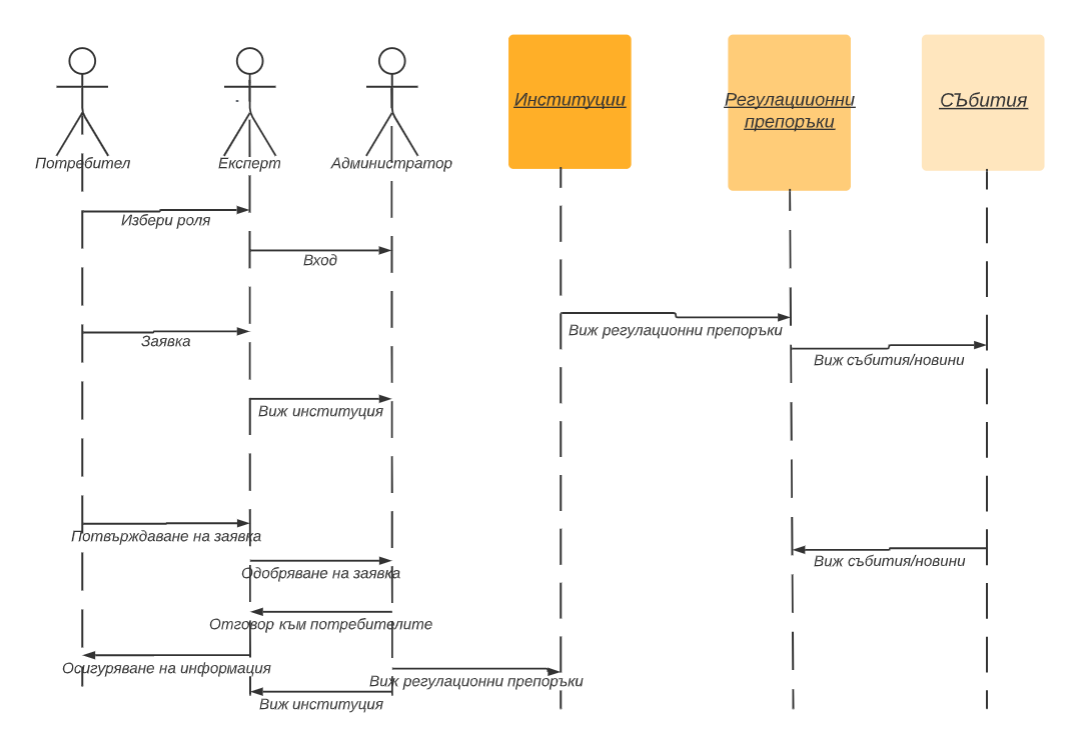 Институции
Регулациионни
препоръки
СЪбития
Потребител
Експерт
Администратор
Избери роля
Вход
Виж регулационни препоръки
Заявка
Виж събития/новини
Виж институция
Потвърждаване на заявка
Виж събития/новини
Одобряване на заявка
Отговор към потребителите
Осигуряване на информация
Виж регулационни препоръки
Виж институция